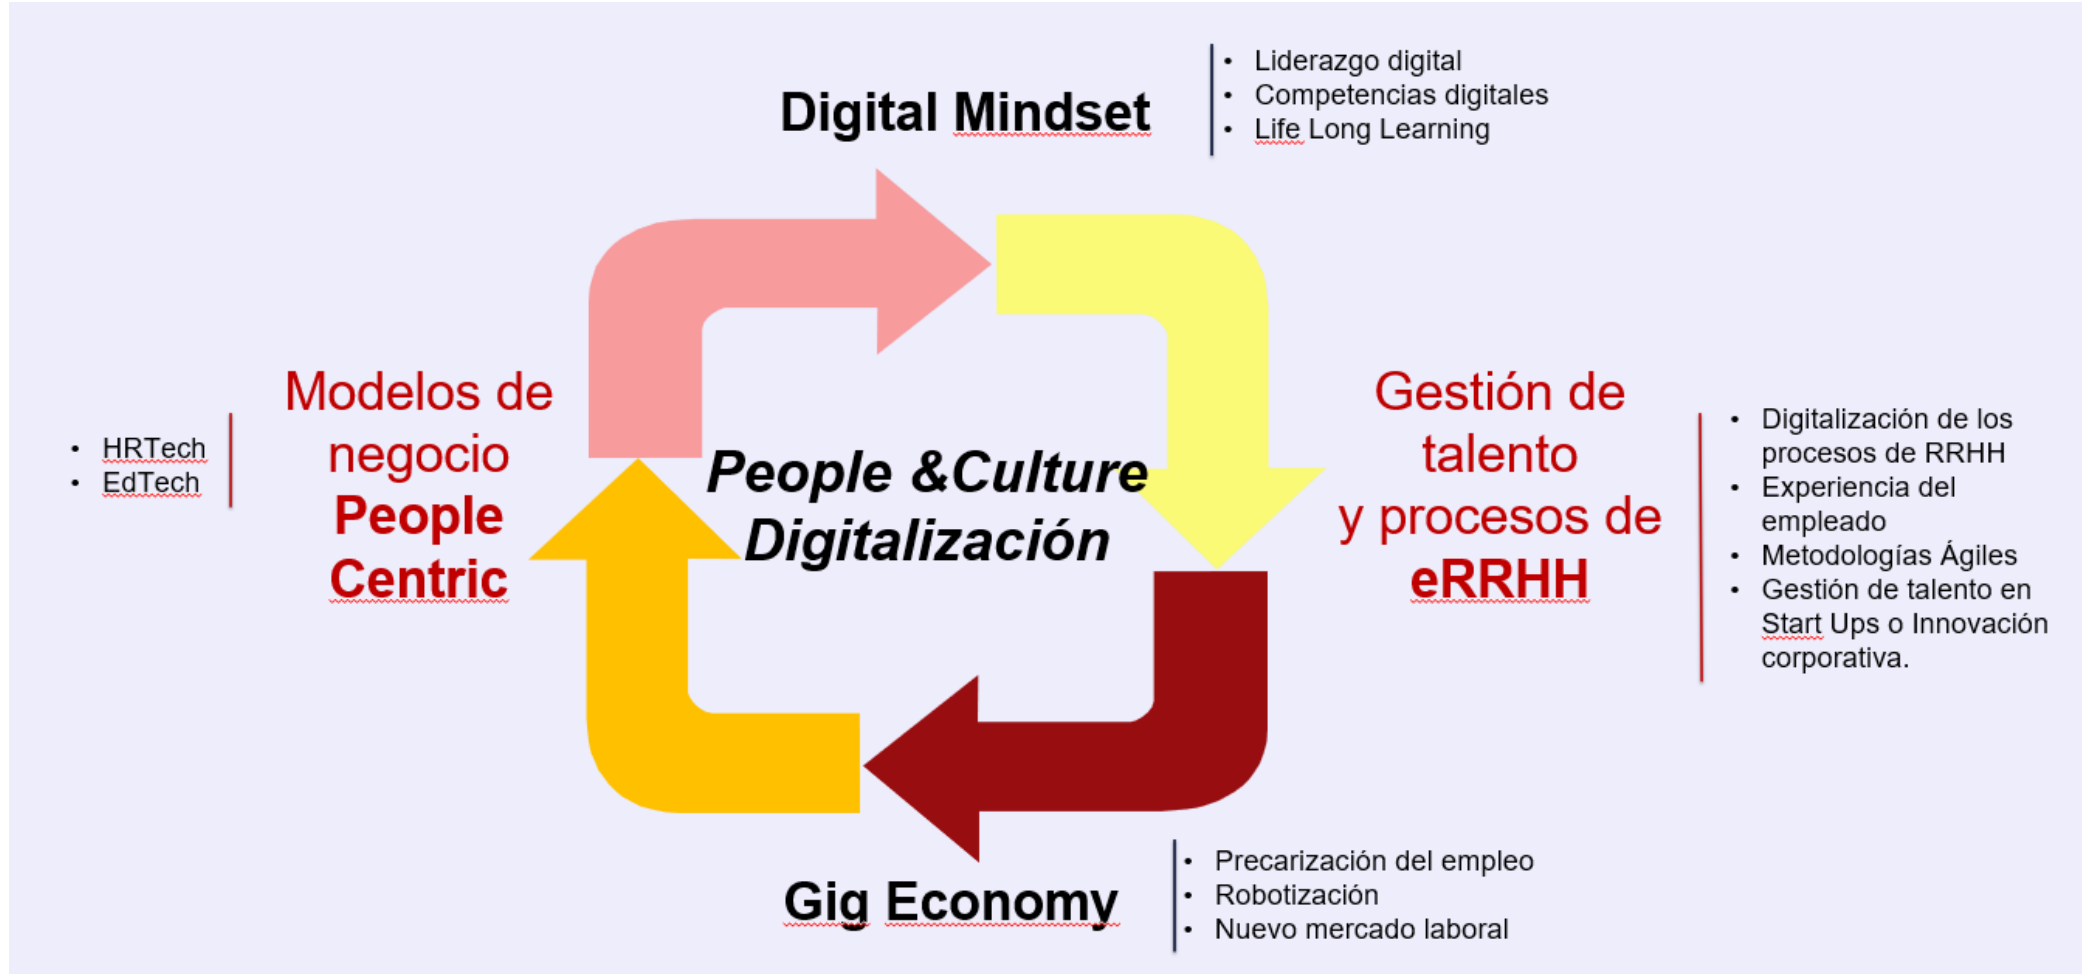 Digital Mindset
• Liderazgo digital
• Competencias digitales
• Life Long Learning
• HRTech
• EdTech
Modelos de
negocio
People
Centric
People &Culture
Digitalización
Gestión de
talento
y procesos de
eRRHH
• Digitalización de los
procesos de RRHH
• Experiencia del
empleado
• Metodologías Ágiles
• Gestión de talento en
Start Ups o Innovación
corporativa.
Gig Economy
• Precarización del empleo
• Robotización
• Nuevo mercado laboral